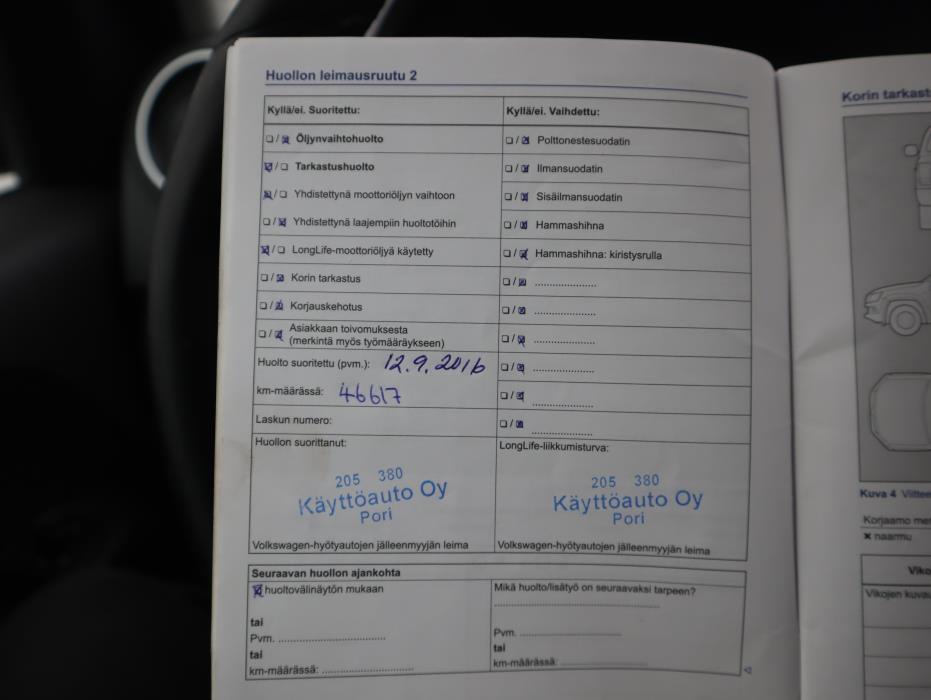 Huollon leimausruutu 2
Kyllä/ei. Suoritettu:
Öljynvaihtohuolto
Tarkastushuolto
Yhdistettynä moottoriöljyn vaihtoon
Yhdistettynä laajempiin huoltotöihin
LongLife-moottoriöljyä käytetty
Korin tarkastus
Korjauskehotus
Asiakkaan toivomuksesta
(merkintä myös työmääräykseen)
Huolto suoritettu (pvm.): 12.9.2016
km-määrässä: 46617
Laskun numero:
Huollon suorittanut:
205 380
Käyttöauto Oy
Pori
Volkswagen-hyötyautojen jälleenmyyjän leima
Kyllä/ei. Vaihdettu:
Polttonestesuodatin
Ilmansuodatin
Sisäilmansuodatin
Hammashihna
Hammashihna: kiristysrulla
LongLife-liikkumisturva:
205 380
Käyttöauto Oy
Pori
Volkswagen-hyötyautojen jälleenmyyjän leima
Seuraavan huollon ajankohta
huoltovälinäytön mukaan
tai
Pvm.
tai
km-määrässä:
Mikä huolto/lisätyö on seuraavaksi tarpeen?
Pvm.
tai
km-määrässä:
Korin tarkast
Kuva 4 Viittee
Korjaamo me
x naarmu
Viko
Vikojen kuvau